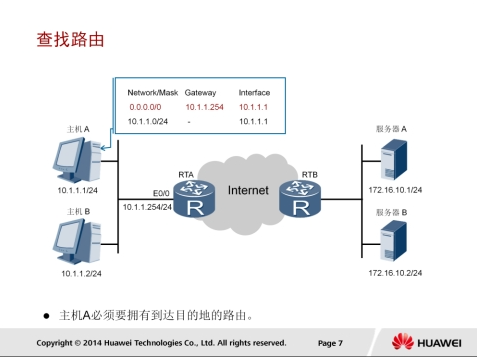 查找路由
Network/Mask Gateway Interface
0.0.0.0/0 10.1.1.254 10.1.1.1
10.1.1.0/24 - 10.1.1.1
主机 A
服务器 A
RTA
RTB
10.1.1.1/24
E0/0
Internet
172.16.10.1/24
R
R
10.1.1.254/24
主机 B
服务器 B
10.1.1.2/24
172.16.10.2/24
● 主机A必须要拥有到达目的地的路由。
Copyright © 2014 Huawei Technologies Co., Ltd. All rights reserved. Page 7 HUAWEI